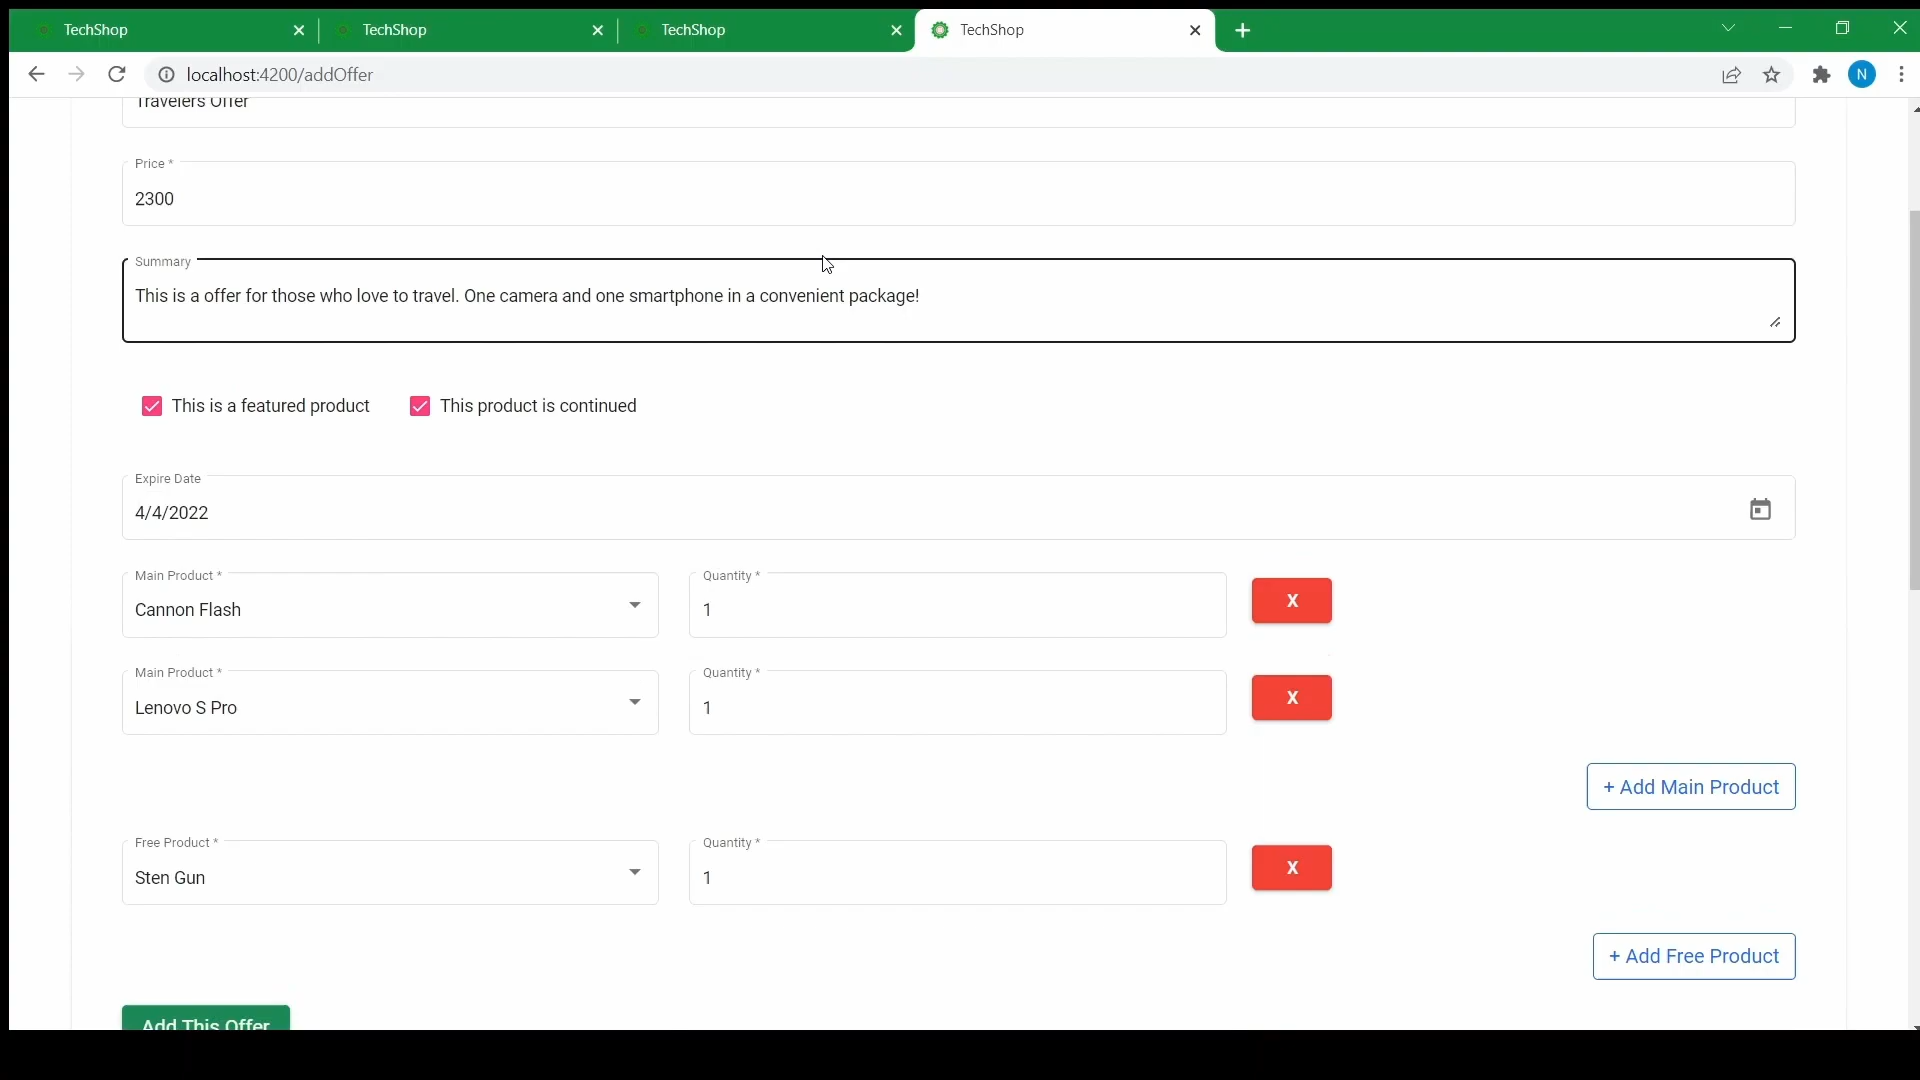 TechShop
TechShop
TechShop
TechShop
localhost:4200/addOffer
N
Travelers Offer
Price *
2300
Summary
This is a offer for those who love to travel. One camera and one smartphone in a convenient package!
This is a featured product
This product is continued
Expire Date
4/4/2022
Main Product *
Quantity *
Cannon Flash
1
X
Main Product *
Quantity *
Lenovo S Pro
1
X
+ Add Main Product
Free Product *
Quantity *
Sten Gun
1
X
+ Add Free Product
Add This Offer